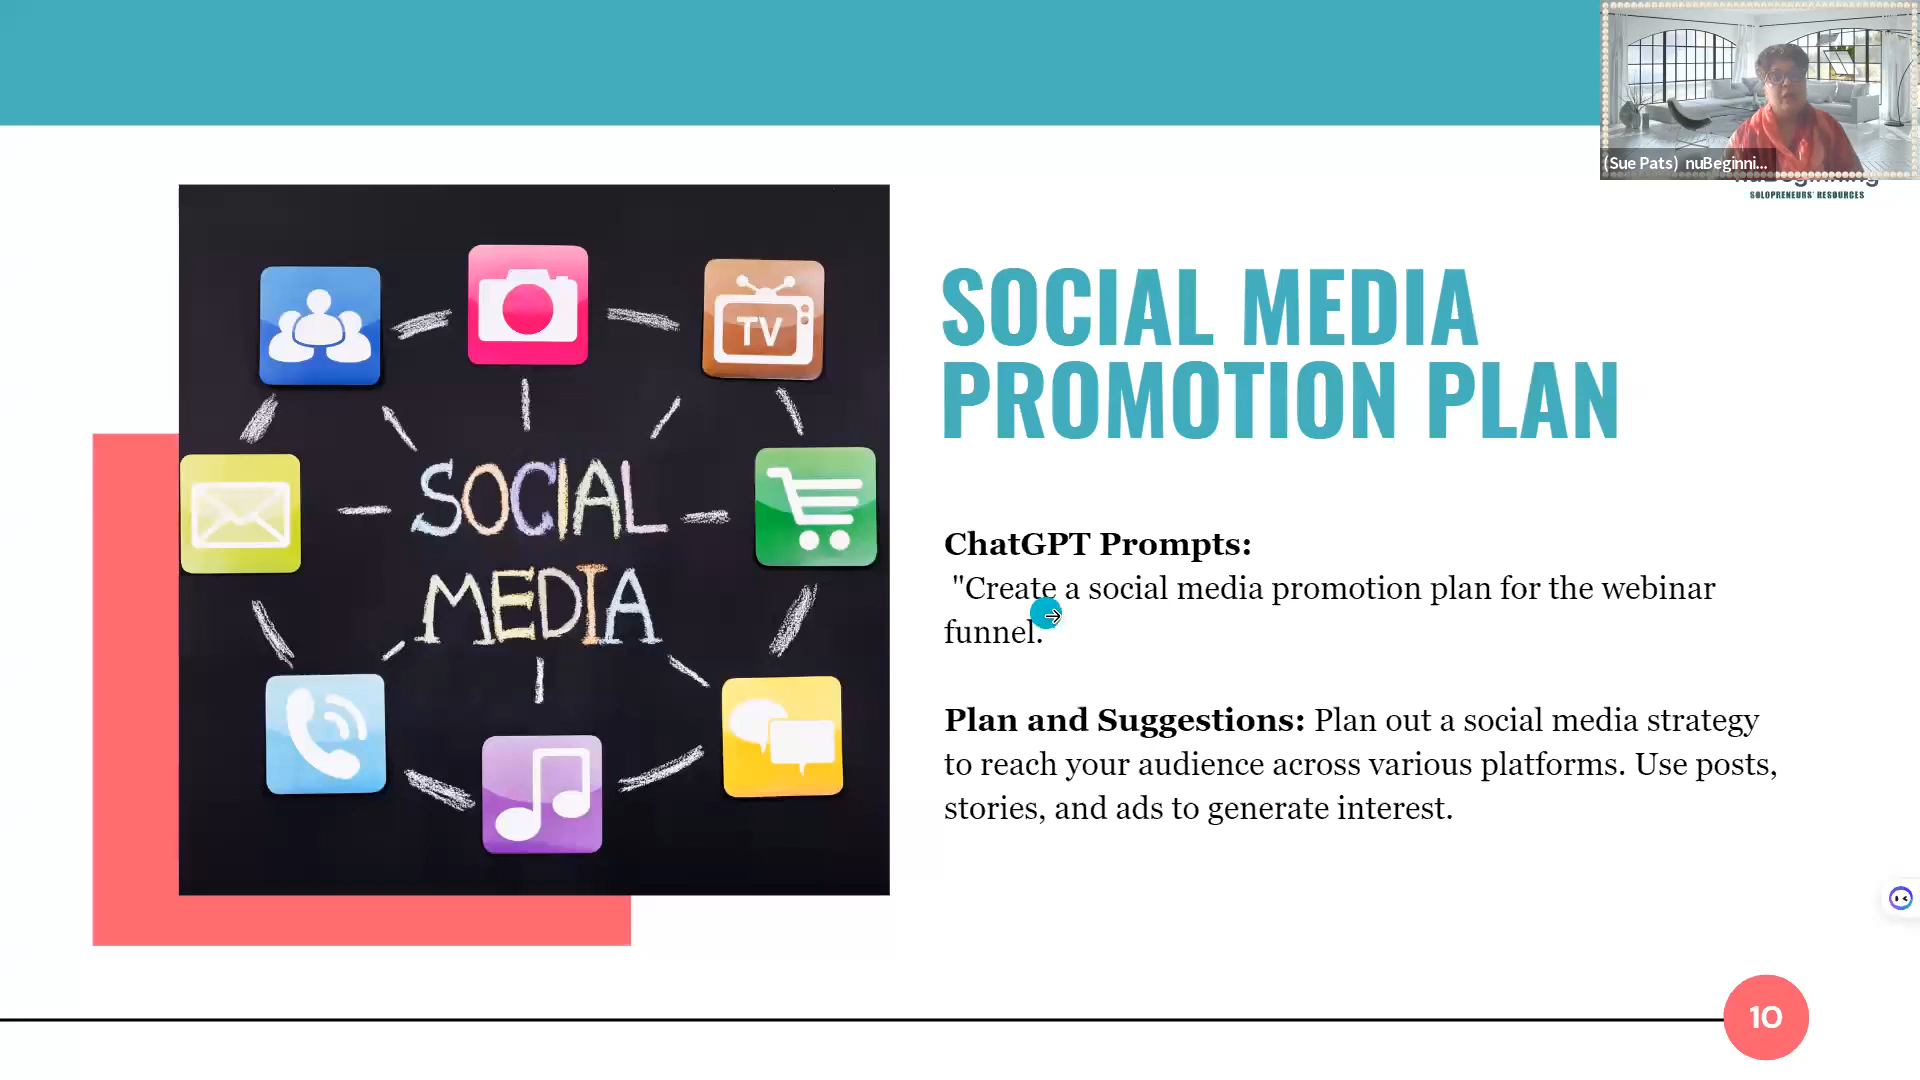 (Sue Pats) nuBeginni...
SOLOPRENEURS' RESOURCES
TV
SOCIAL
MEDIA
SOCIAL MEDIA
PROMOTION PLAN
ChatGPT Prompts:
"Create a social media promotion plan for the webinar
funnel.
Plan and Suggestions: Plan out a social media strategy
to reach your audience across various platforms. Use posts,
stories, and ads to generate interest.
10